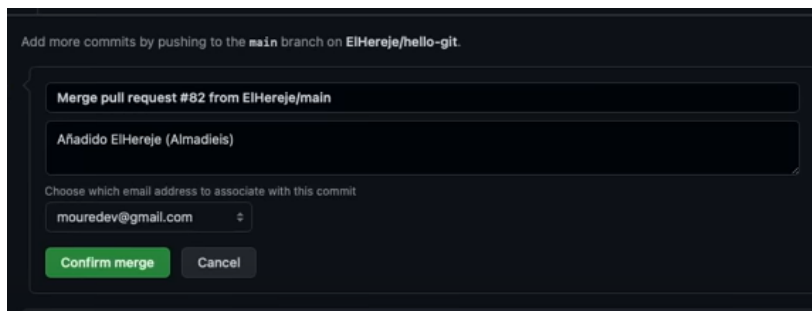 Add more commits by pushing to the main branch on ElHereje/hello-git.
Merge pull request #82 from ElHereje/main
Añadido ElHereje (Almadieis)
Choose which email address to associate with this commit
mouredev@gmail.com
Confirm merge Cancel